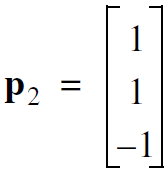 p₂ = [1
1
-1]